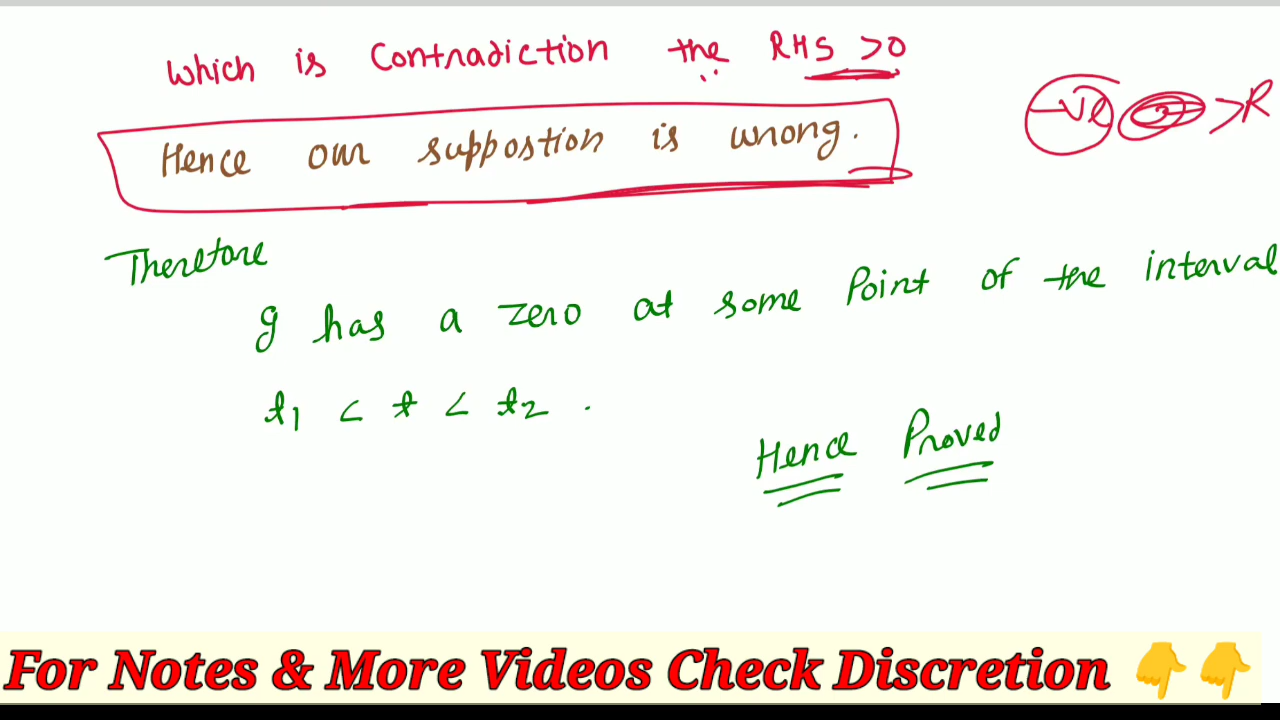 which is Contradiction the RHS >0
-ve > R
Hence our suppostion is wrong.
Therefore
g has a zero at some Point of the interval
t1 < t < t2 .
Hence Proved
For Notes & More Videos Check Discretion 👇👇